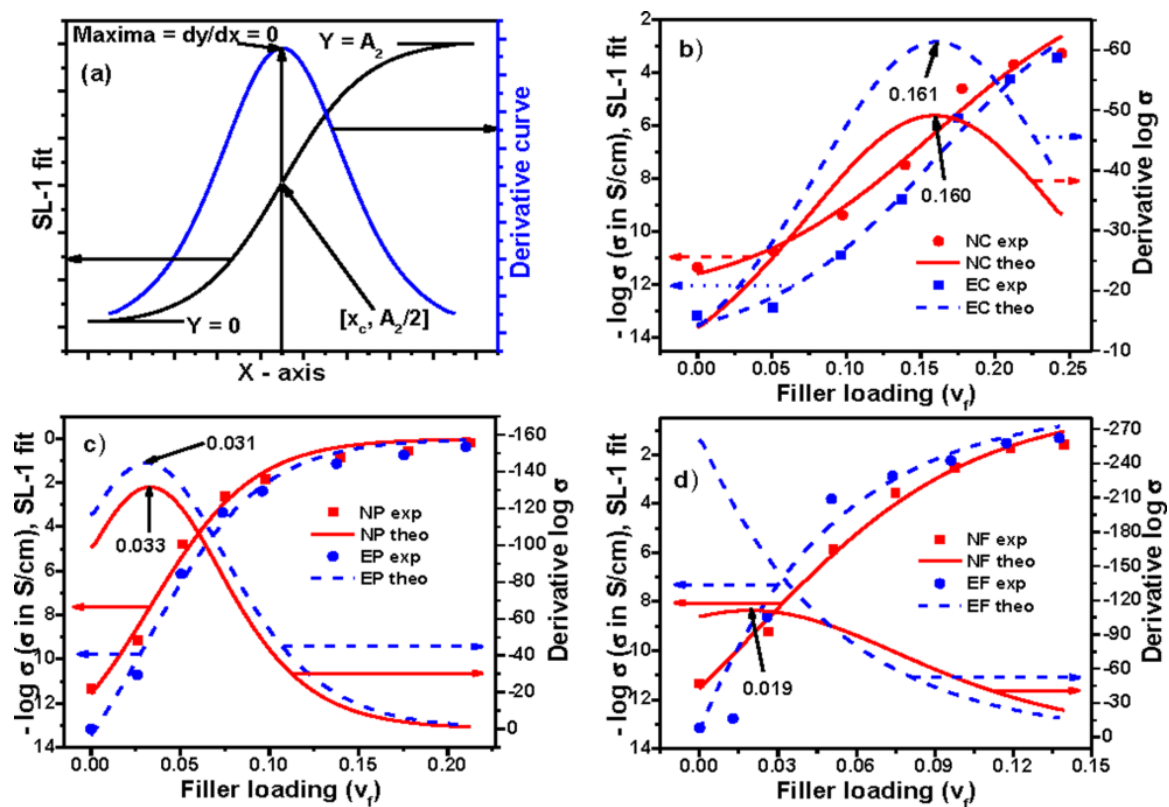 Maxima = dy/dx = 0
Y = A2
(a)
SL-1 fit
Derivative curve
Y = 0
[xc, A2/2]
X - axis
b)
- log σ (σ in S/cm), SL-1 fit
4
6
8
10
12
14
0.161
0.160
NC exp
NC theo
EC exp
EC theo
-60
-50
-40
-30
-20
-10
Derivative log σ
0.00 0.05 0.10 0.15 0.20 0.25
Filler loading (vf)
c)
- log σ (σ in S/cm), SL-1 fit
0
2
4
6
8
10
12
14
0.031
0.033
NP exp
NP theo
EP exp
EP theo
-160
-140
-120
-100
-80
-60
-40
-20
0
Derivative log σ
0.00 0.05 0.10 0.15 0.20
Filler loading (vf)
d)
- log σ (σ in S/cm), SL-1 fit
2
4
6
8
10
12
14
0.019
NF exp
NF theo
EF exp
EF theo
-270
-240
-210
-180
-150
-120
-90
-60
-30
0
Derivative log σ
0.00 0.03 0.06 0.09 0.12 0.15
Filler loading (vf)